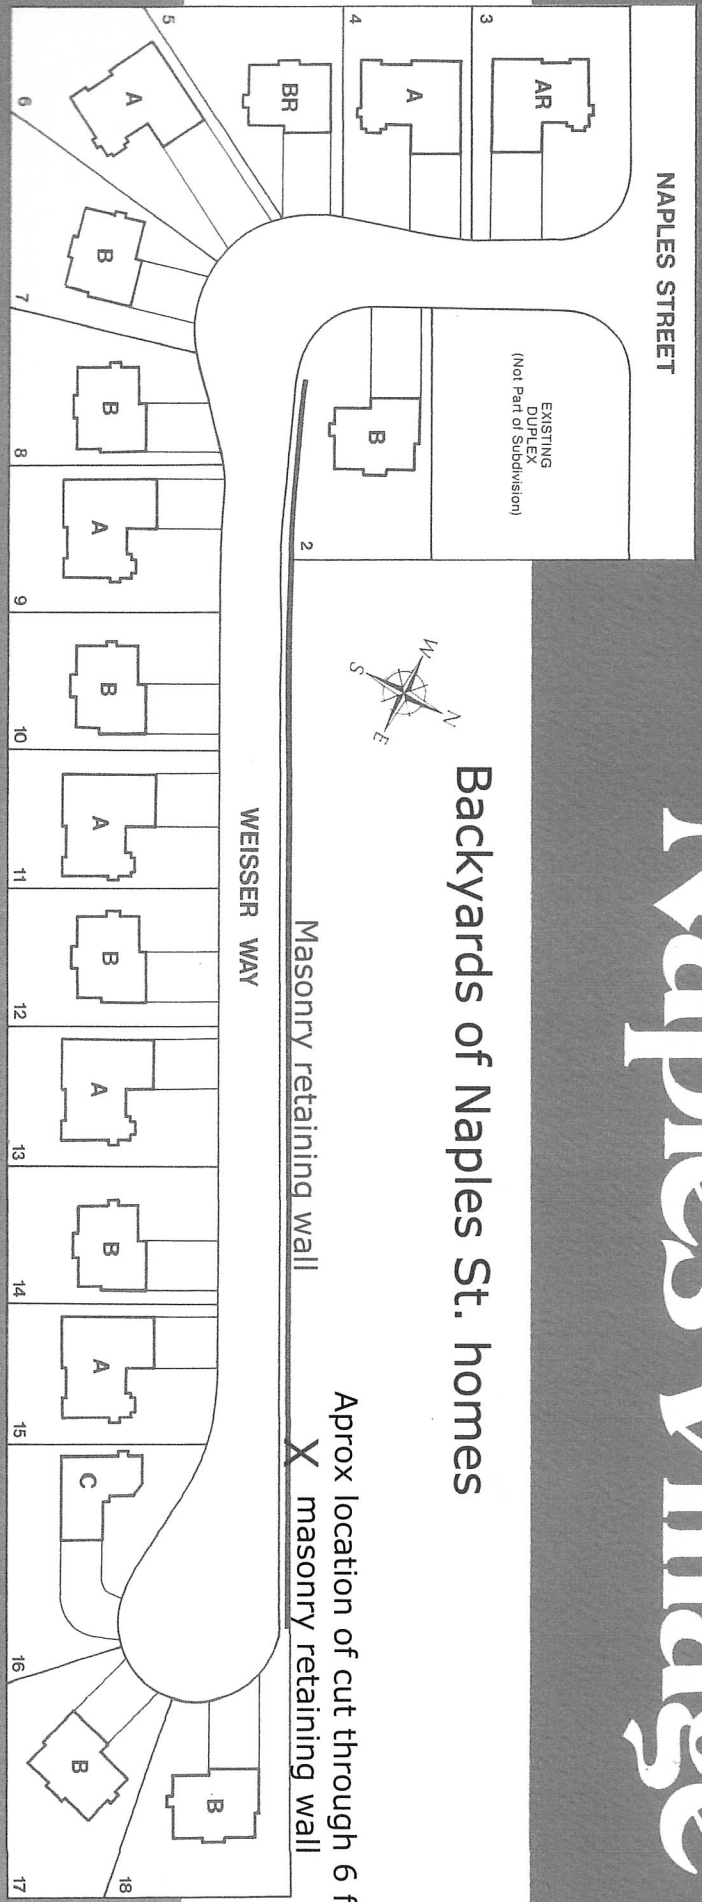 Naples Village
NAPLES STREET
EXISTING
DUPLEX
(Not Part of Subdivision)
3
AR
4
A
5
BR
6
A
7
B
2
B
8
B
9
A
10
B
11
A
12
B
13
A
14
B
15
A
16
C
17
B
18
B
W
N
S
E
Backyards of Naples St. homes
WEISSER WAY
Masonry retaining wall
Aprox location of cut through 6 f
X masonry retaining wall